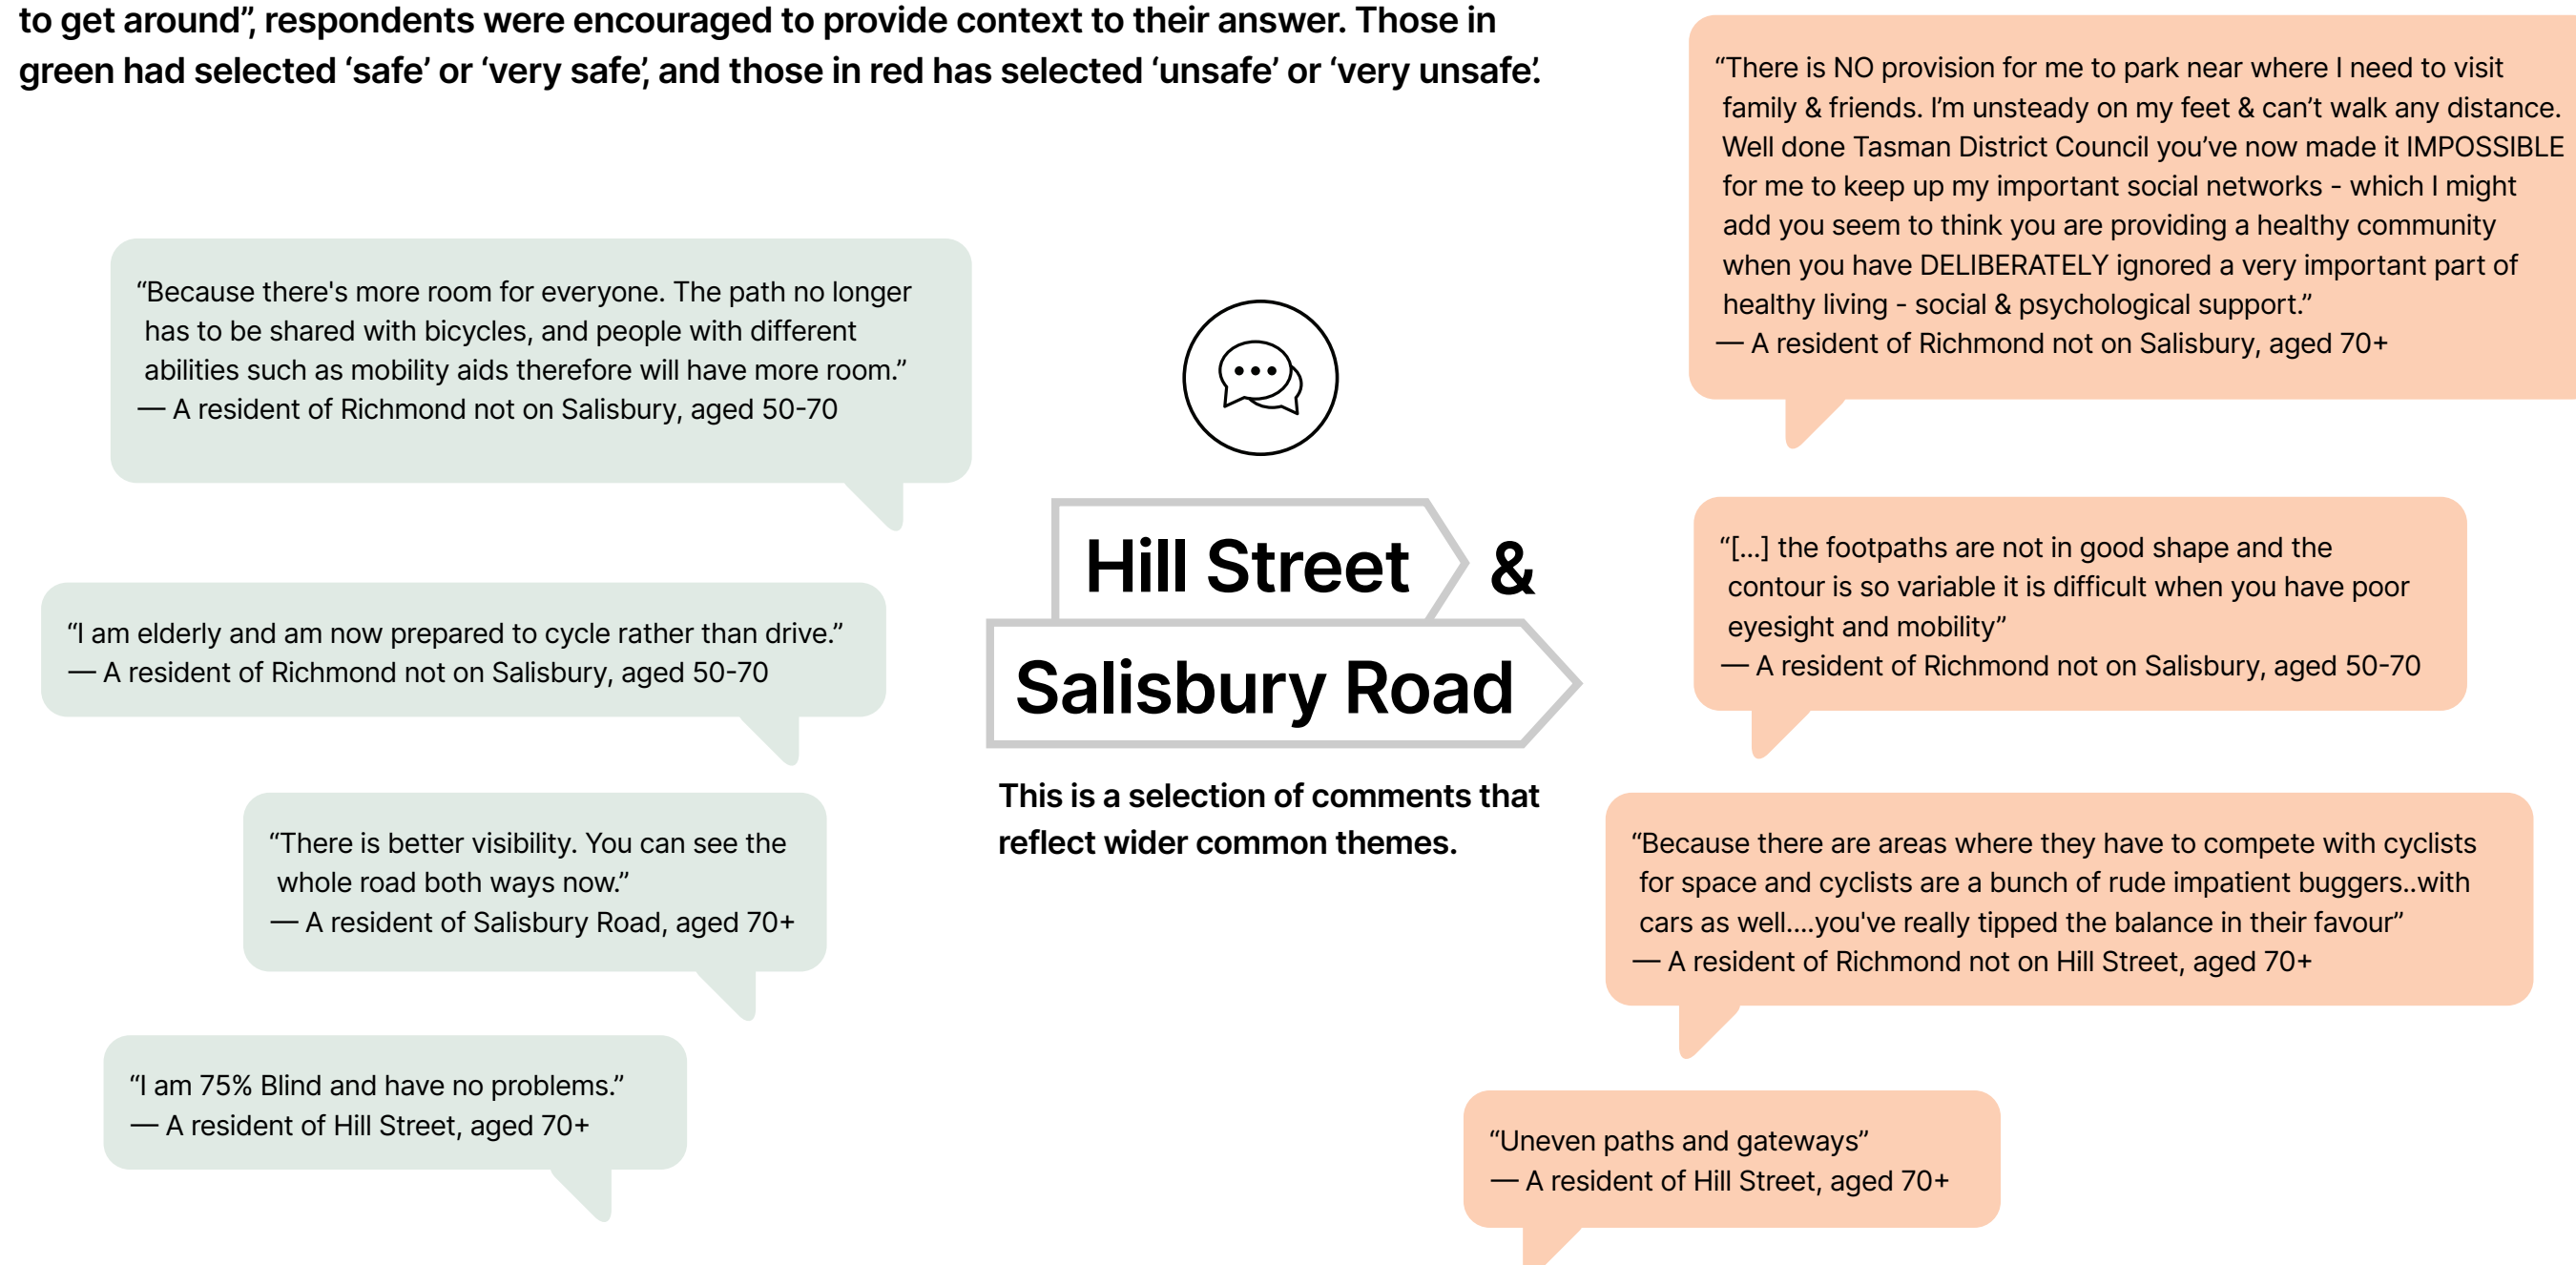 to get around”, respondents were encouraged to provide context to their answer. Those in
green had selected ‘safe’ or ‘very safe’, and those in red has selected ‘unsafe’ or ‘very unsafe’.
“Because there's more room for everyone. The path no longer
has to be shared with bicycles, and people with different
abilities such as mobility aids therefore will have more room.”
— A resident of Richmond not on Salisbury, aged 50-70
“I am elderly and am now prepared to cycle rather than drive.”
— A resident of Richmond not on Salisbury, aged 50-70
“There is better visibility. You can see the
whole road both ways now.”
— A resident of Salisbury Road, aged 70+
“I am 75% Blind and have no problems.”
— A resident of Hill Street, aged 70+
Hill Street &
Salisbury Road
This is a selection of comments that
reflect wider common themes.
“There is NO provision for me to park near where I need to visit
family & friends. I’m unsteady on my feet & can’t walk any distance.
Well done Tasman District Council you’ve now made it IMPOSSIBLE
for me to keep up my important social networks - which I might
add you seem to think you are providing a healthy community
when you have DELIBERATELY ignored a very important part of
healthy living - social & psychological support.”
— A resident of Richmond not on Salisbury, aged 70+
“[...] the footpaths are not in good shape and the
contour is so variable it is difficult when you have poor
eyesight and mobility”
— A resident of Richmond not on Salisbury, aged 50-70
“Because there are areas where they have to compete with cyclists
for space and cyclists are a bunch of rude impatient buggers..with
cars as well....you've really tipped the balance in their favour”
— A resident of Richmond not on Hill Street, aged 70+
“Uneven paths and gateways”
— A resident of Hill Street, aged 70+